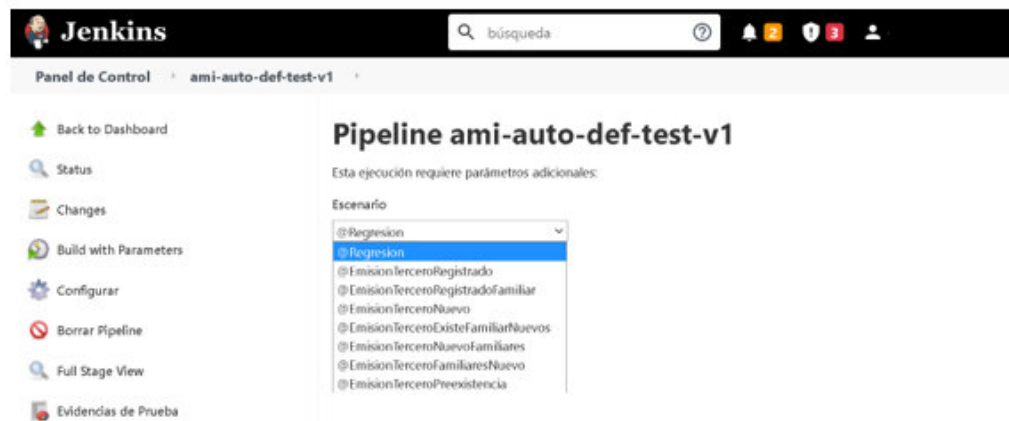 Jenkins
búsqueda
2
3
Panel de Control
ami-auto-def-test-v1
Back to Dashboard
Status
Changes
Build with Parameters
Configurar
Borrar Pipeline
Full Stage View
Evidencias de Prueba
Pipeline ami-auto-def-test-v1
Esta ejecución requiere parámetros adicionales:
Escenario
@Regresion
@Regresion
@EmisionTerceroRegistrado
@EmisionTerceroRegistradoFamiliar
@EmisionTerceroNuevo
@EmisionTerceroExisteFamiliarNuevos
@EmisionTerceroNuevoFamiliares
@EmisionTerceroFamiliaresNuevo
@EmisionTerceroPreexistencia